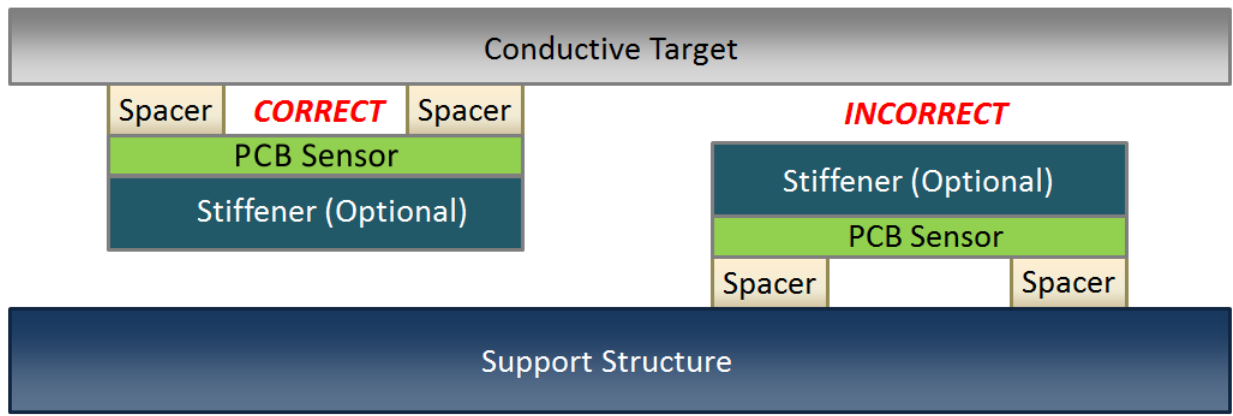 Conductive Target
Spacer
CORRECT
Spacer
PCB Sensor
Stiffener (Optional)
INCORRECT
Stiffener (Optional)
PCB Sensor
Spacer
Spacer
Support Structure